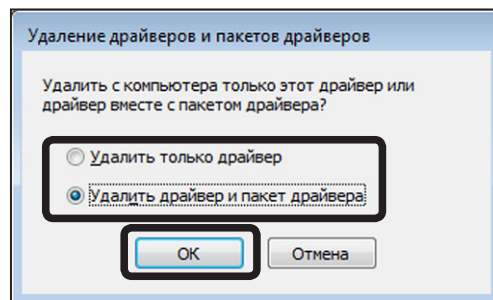 Удаление драйверов и пакетов драйверов
Удалить с компьютера только этот драйвер или
драйвер вместе с пакетом драйвера?
Удалить только драйвер
Удалить драйвер и пакет драйвера
ОК
Отмена